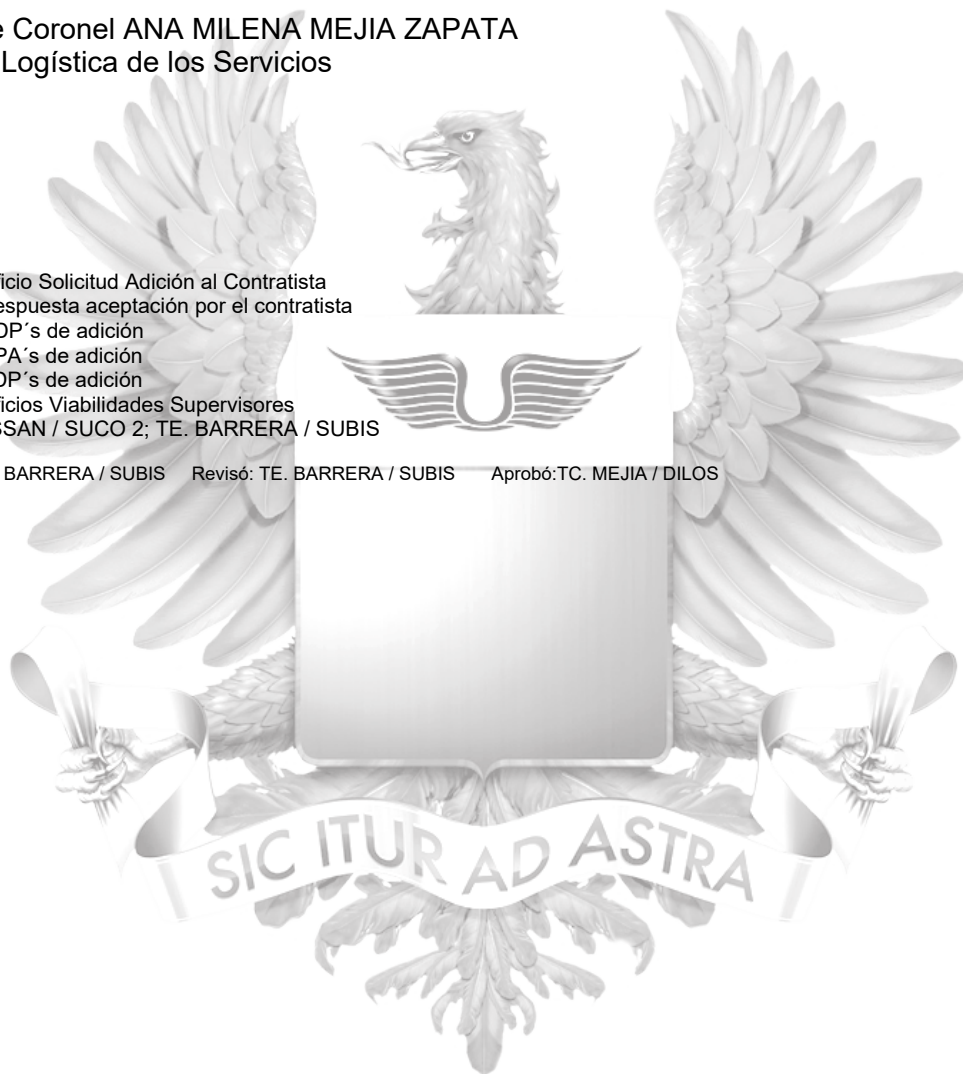 e Coronel ANA MILENA MEJIA ZAPATA
Logística de los Servicios
icio Solicitud Adición al Contratista
espuesta aceptación por el contratista
DP´s de adición
PA´s de adición
DP´s de adición
icios Viabilidades Supervisores
SSAN / SUCO 2; TE. BARRERA / SUBIS
BARRERA / SUBIS Revisó: TE. BARRERA / SUBIS Aprobó:TC. MEJIA / DILOS
SIC ITUR AD ASTRA